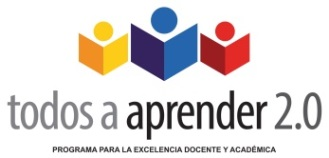 todos a aprender 2.0
PROGRAMA PARA LA EXCELENCIA DOCENTE Y ACADÉMICA